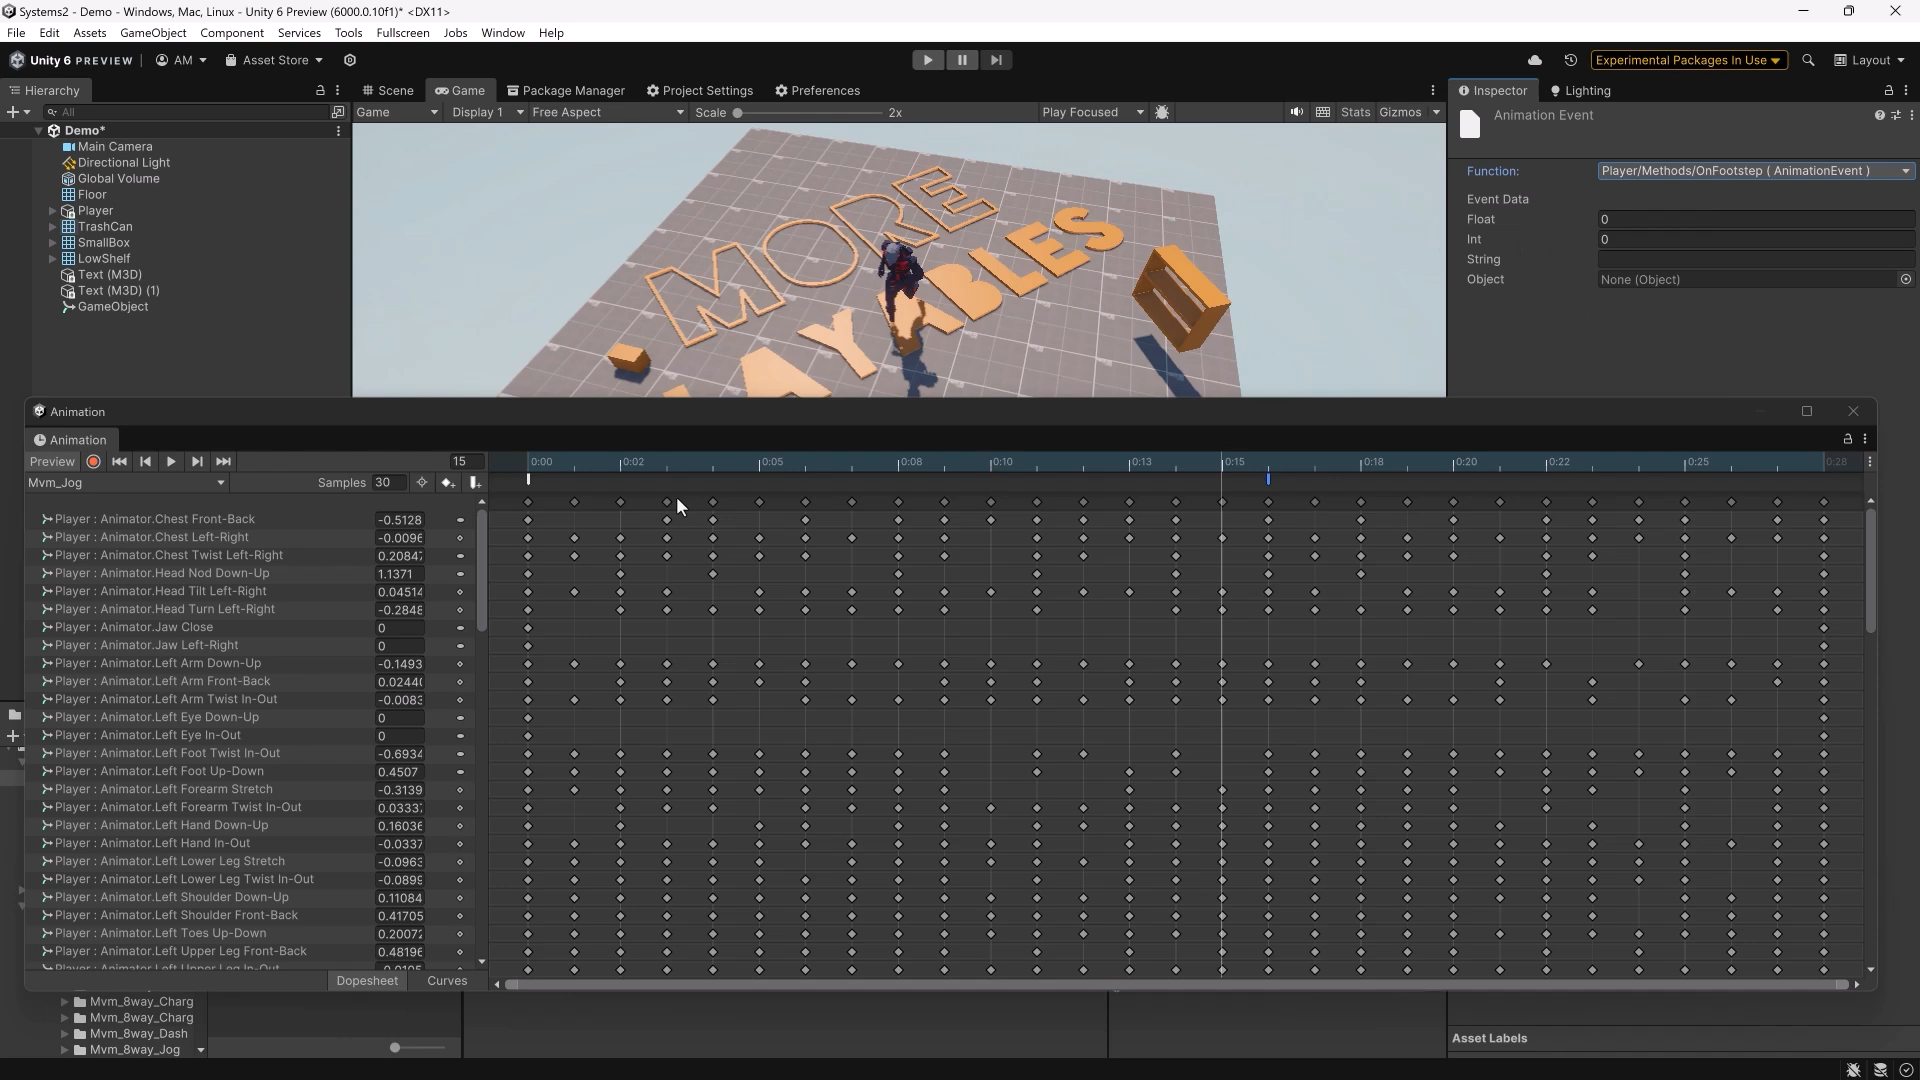 Systems2 - Demo - Windows, Mac, Linux - Unity 6 Preview (6000.0.10f1)* <DX11>
File Edit Assets GameObject Component Services Tools Fullscreen Jobs Window Help
Unity 6 PREVIEW AM Asset Store Experimental Packages In Use Layout
Hierarchy Scene Game Package Manager Project Settings Preferences Inspector Lighting
All Game Display 1 Free Aspect Scale 2x Play Focused Stats Gizmos
Animation Event
Demo*
Main Camera
Directional Light
Global Volume
Floor
Player
TrashCan
SmallBox
LowShelf
Text (M3D)
Text (M3D) (1)
GameObject
MORE
AYABLES
Function: Player/Methods/OnFootstep ( AnimationEvent )
Event Data
Float 0
Int 0
String
Object None (Object)
Animation
Animation
Preview 15 0:00 0:02 0:05 0:08 0:10 0:13 0:15 0:18 0:20 0:22 0:25 0:28
Mvm_Jog Samples 30
Player : Animator.Chest Front-Back -0.5128
Player : Animator.Chest Left-Right -0.0096
Player : Animator.Chest Twist Left-Right 0.2084
Player : Animator.Head Nod Down-Up 1.1371
Player : Animator.Head Tilt Left-Right 0.04514
Player : Animator.Head Turn Left-Right -0.2848
Player : Animator.Jaw Close 0
Player : Animator.Jaw Left-Right 0
Player : Animator.Left Arm Down-Up -0.1493
Player : Animator.Left Arm Front-Back 0.0244
Player : Animator.Left Arm Twist In-Out -0.0083
Player : Animator.Left Eye Down-Up 0
Player : Animator.Left Eye In-Out 0
Player : Animator.Left Foot Twist In-Out -0.6934
Player : Animator.Left Foot Up-Down 0.4507
Player : Animator.Left Forearm Stretch -0.3139
Player : Animator.Left Forearm Twist In-Out 0.0333
Player : Animator.Left Hand Down-Up 0.16036
Player : Animator.Left Hand In-Out -0.0337
Player : Animator.Left Lower Leg Stretch -0.0963
Player : Animator.Left Lower Leg Twist In-Out -0.0899
Player : Animator.Left Shoulder Down-Up 0.11084
Player : Animator.Left Shoulder Front-Back 0.41705
Player : Animator.Left Toes Up-Down 0.2007
Player : Animator.Left Upper Leg Front-Back 0.48196
Player : Animator.Left Upper Leg In-Out -0.0105
Dopesheet Curves
Mvm_8way_Charg
Mvm_8way_Charg
Mvm_8way_Dash
Mvm_8way_Jog
Asset Labels